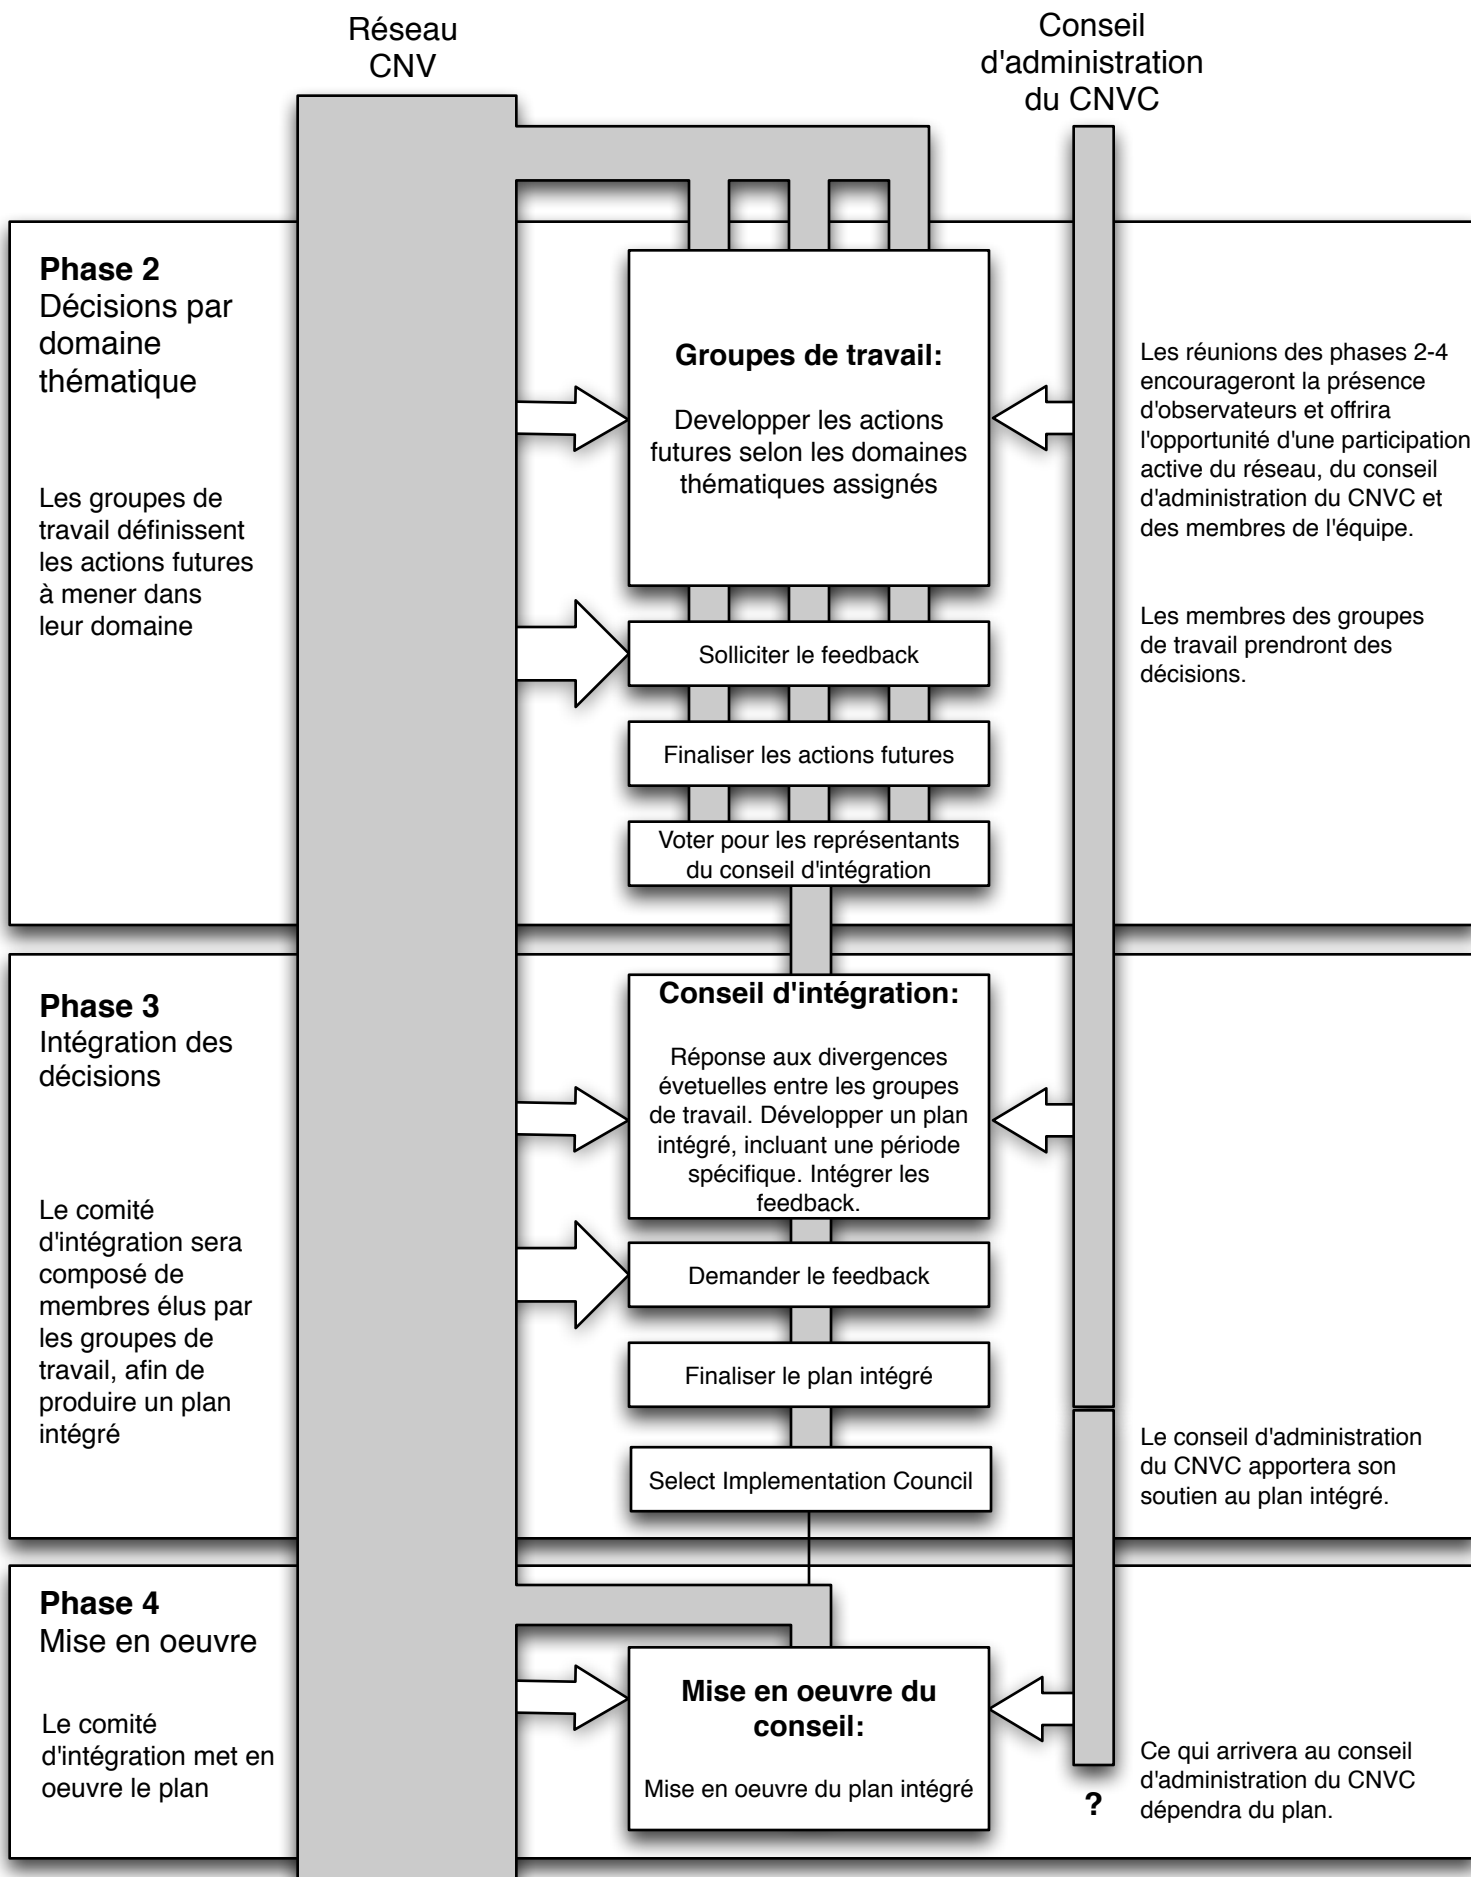 Réseau
CNV
Conseil
d'administration
du CNVC
Phase 2
Décisions par
domaine
thématique
Les groupes de
travail définissent
les actions futures
à mener dans
leur domaine
Groupes de travail:
Developper les actions
futures selon les domaines
thématiques assignés
Solliciter le feedback
Finaliser les actions futures
Voter pour les représentants
du conseil d'intégration
Les réunions des phases 2-4
encourageront la présence
d'observateurs et offrira
l'opportunité d'une participation
active du réseau, du conseil
d'administration du CNVC et
des membres de l'équipe.
Les membres des groupes
de travail prendront des
décisions.
Phase 3
Intégration des
décisions
Le comité
d'intégration sera
composé de
membres élus par
les groupes de
travail, afin de
produire un plan
intégré
Conseil d'intégration:
Réponse aux divergences
évetuelles entre les groupes
de travail. Développer un plan
intégré, incluant une période
spécifique. Intégrer les
feedback.
Demander le feedback
Finaliser le plan intégré
Select Implementation Council
Le conseil d'administration
du CNVC apportera son
soutien au plan intégré.
Phase 4
Mise en oeuvre
Le comité
d'intégration met en
oeuvre le plan
Mise en oeuvre du
conseil:
Mise en oeuvre du plan intégré
?
Ce qui arrivera au conseil
d'administration du CNVC
dépendra du plan.